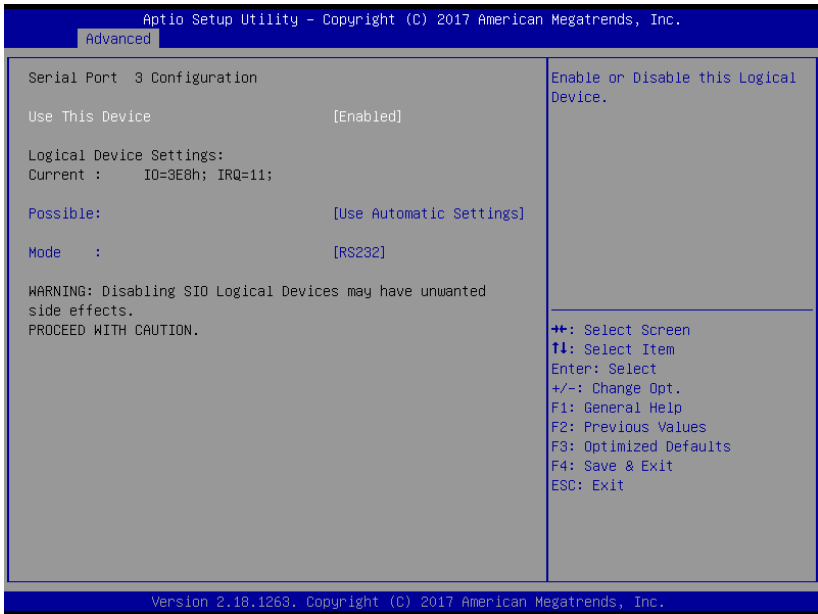 Aptio Setup Utility – Copyright (C) 2017 American Megatrends, Inc.
Advanced
Serial Port  3 Configuration
Use This Device [Enabled]
Logical Device Settings:
Current : IO=3E8h; IRQ=11;
Possible: [Use Automatic Settings]
Mode : [RS232]
WARNING: Disabling SIO Logical Devices may have unwanted
side effects.
PROCEED WITH CAUTION.
Enable or Disable this Logical
Device.
→←: Select Screen
↑↓: Select Item
Enter: Select
+/-: Change Opt.
F1: General Help
F2: Previous Values
F3: Optimized Defaults
F4: Save & Exit
ESC: Exit
Version 2.18.1263. Copyright (C) 2017 American Megatrends, Inc.